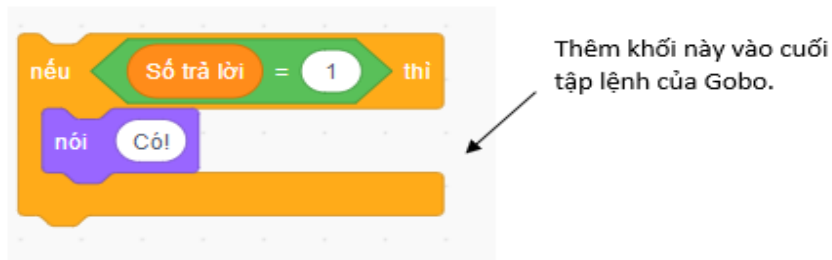 nếu Số trả lời = 1 thì
nói Có!
Thêm khối này vào cuối
tập lệnh của Gobo.